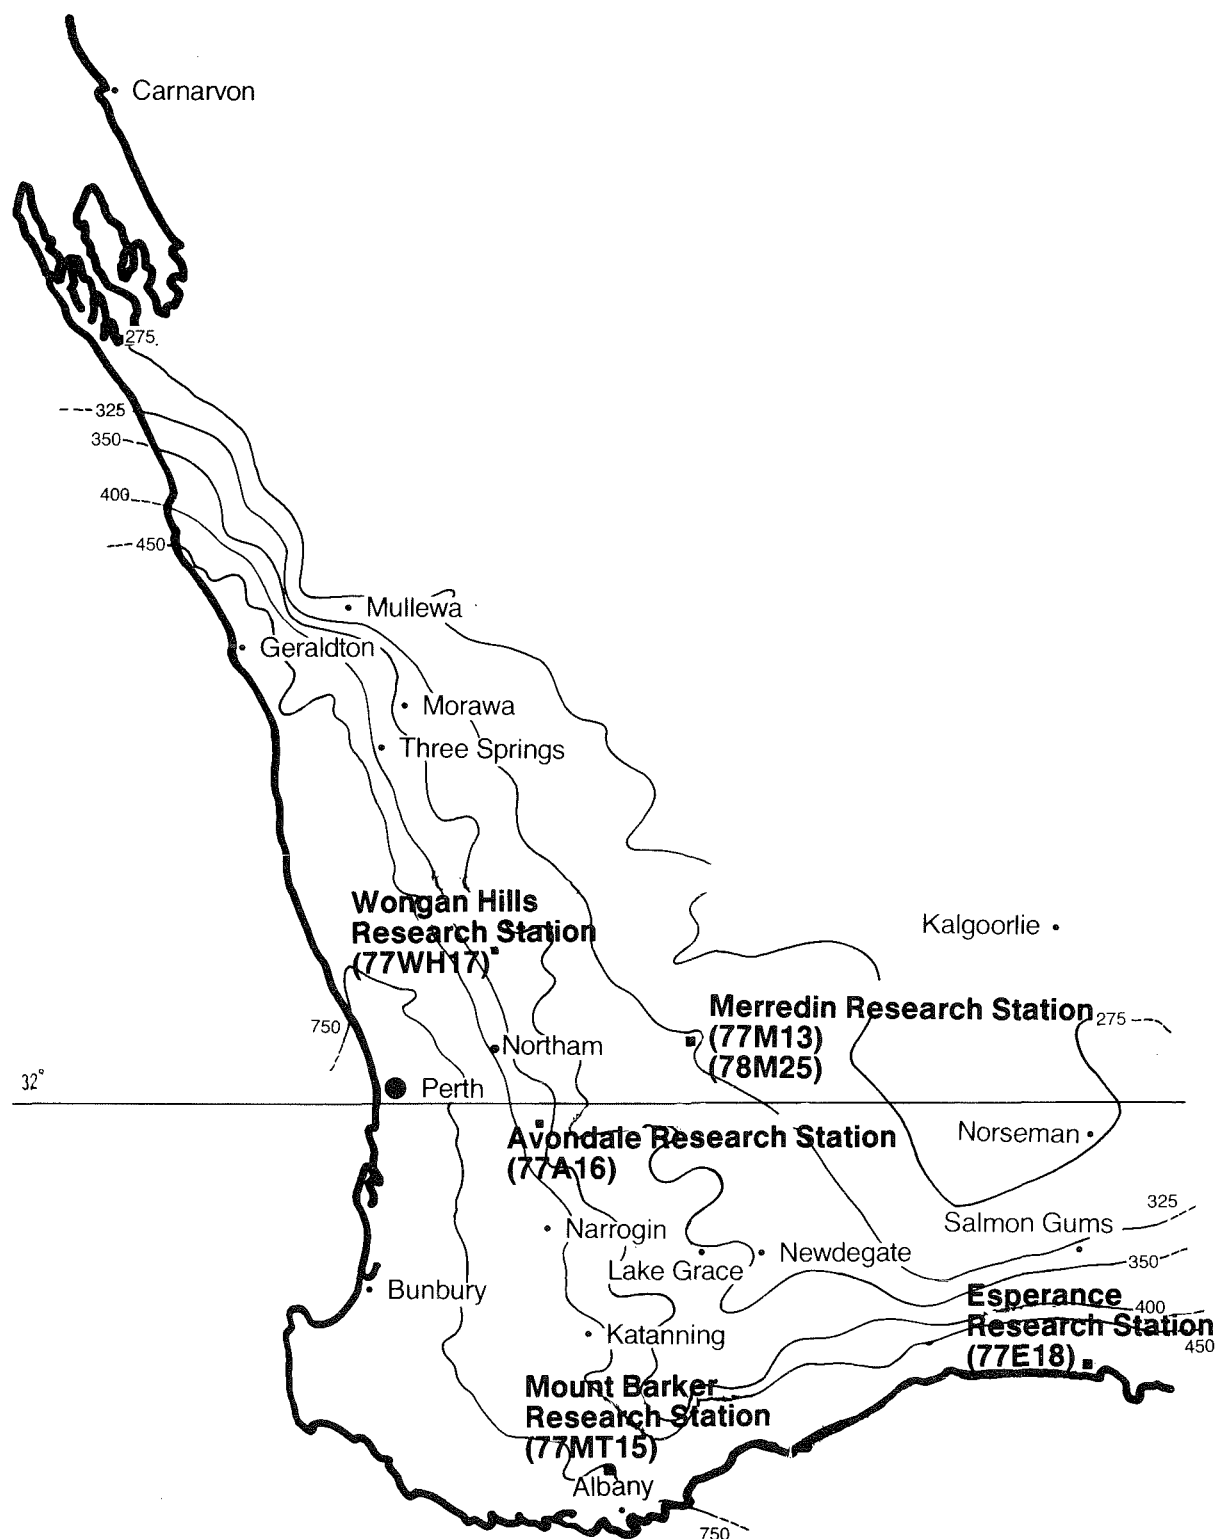 Carnarvon
275
325
350
400
450
Mullewa
Geraldton
Morawa
Three Springs
Wongan Hills
Research Station
(77WH17)
Kalgoorlie
Merredin Research Station
(77M13)
(78M25)
275
750
Northam
32°
Perth
Avondale Research Station
(77A16)
Norseman
325
Salmon Gums
Narrogin
Newdegate
Lake Grace
350
Bunbury
Esperance
Research Station
(77E18)
400
450
Katanning
Mount Barker
Research Station
(77MT15)
Albany
750